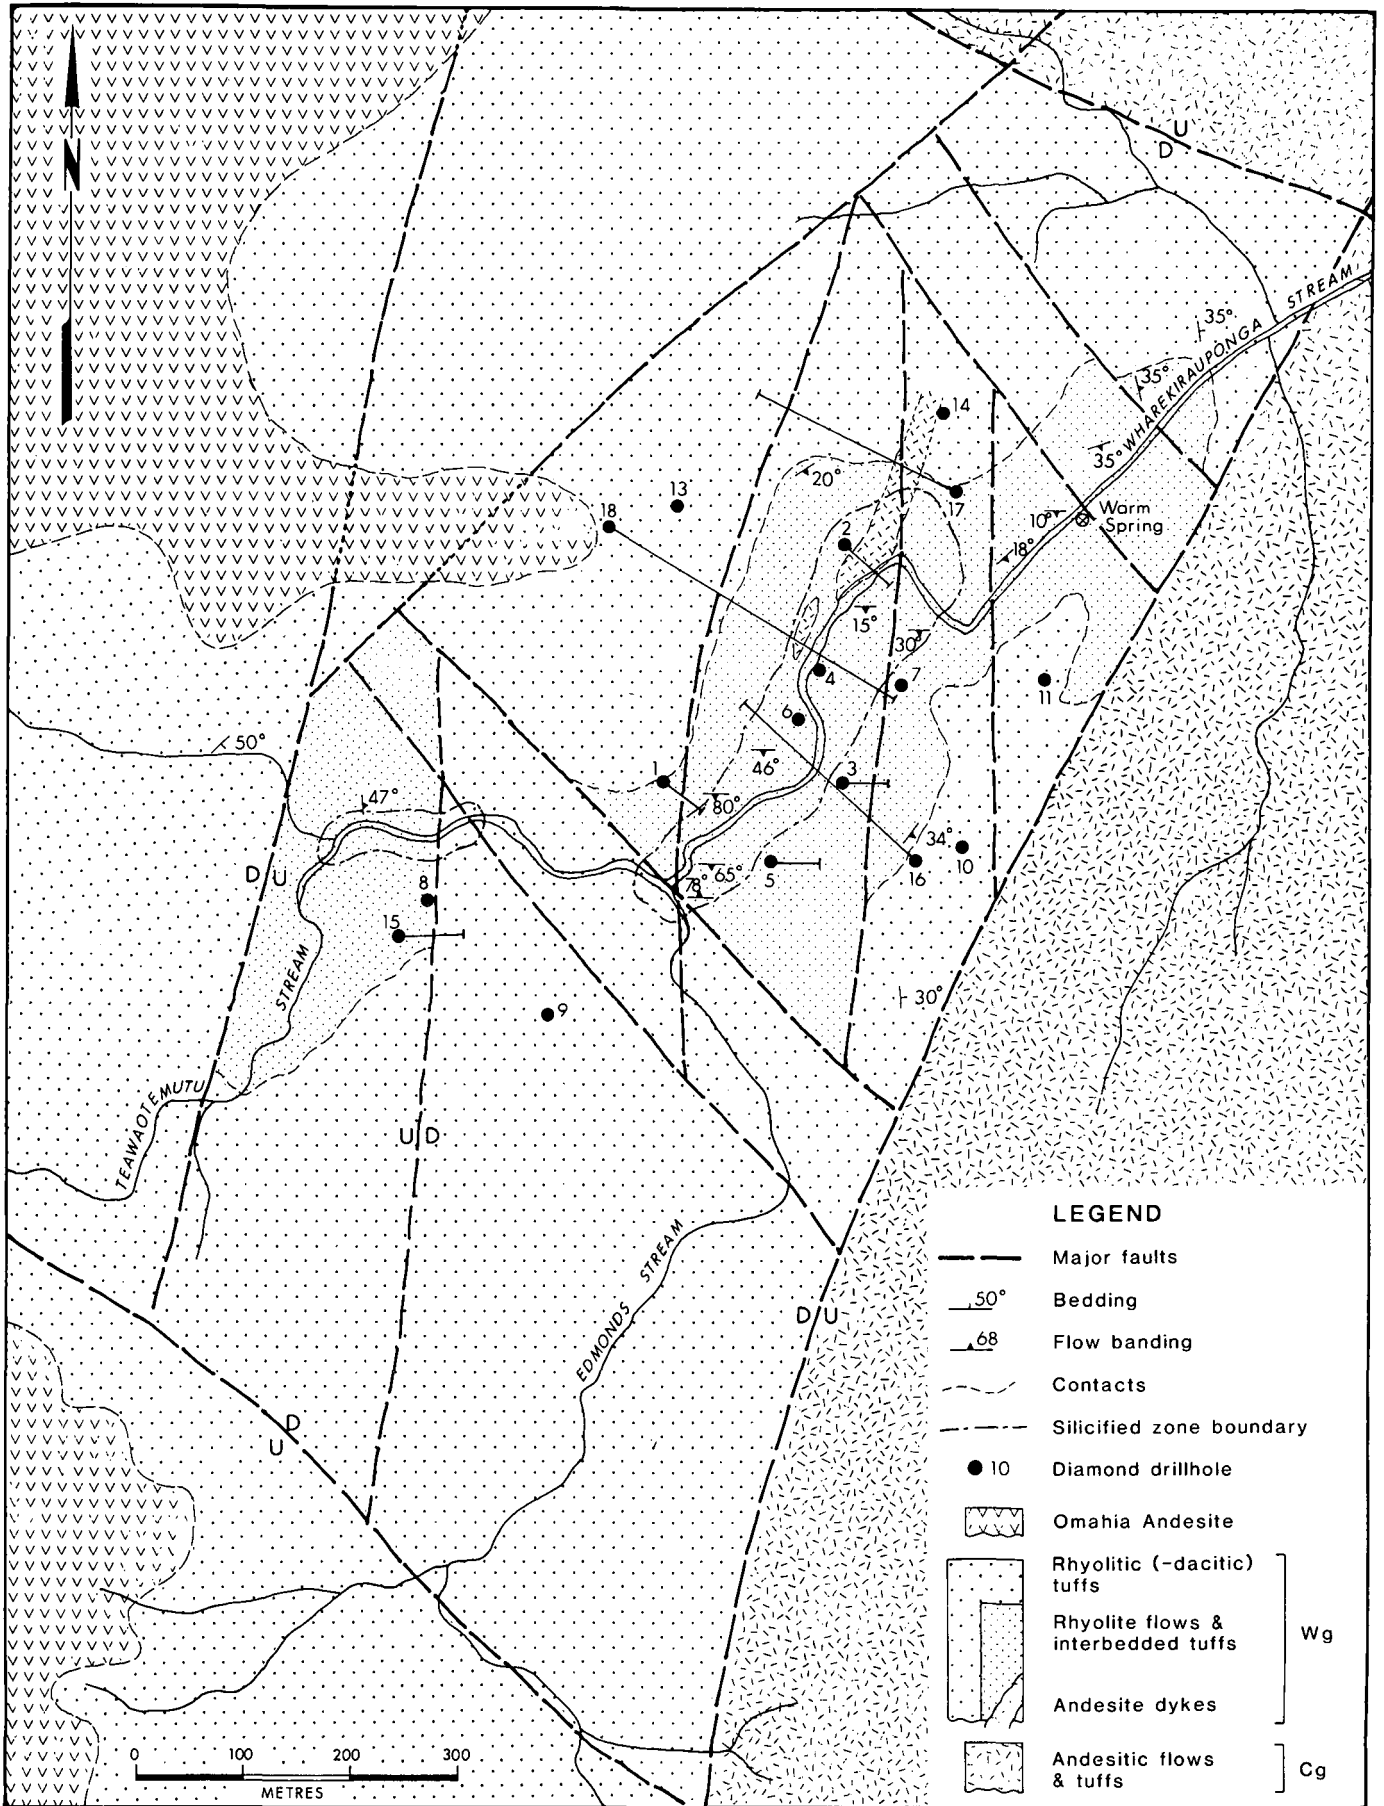 N
U
D
STREAM
WHAREKIRAUPONGA
35°
35°
35°
14
20°
17
13
18
2
10°
Warm
Spring
18°
15°
30°
4
7
11
6
50°
1
46°
3
47°
80°
34°
10
D U
8
65°
5
78°
16
15
STREAM
30°
9
TEAWAOTEMUTU
U D
EDMONDS STREAM
D U
D
U
LEGEND
Major faults
50° Bedding
68 Flow banding
Contacts
Silicified zone boundary
10 Diamond drillhole
Omahia Andesite
Rhyolitic (-dacitic)
tuffs
Rhyolite flows &
interbedded tuffs
Wg
Andesite dykes
Andesitic flows
& tuffs
Cg
0 100 200 300
METRES